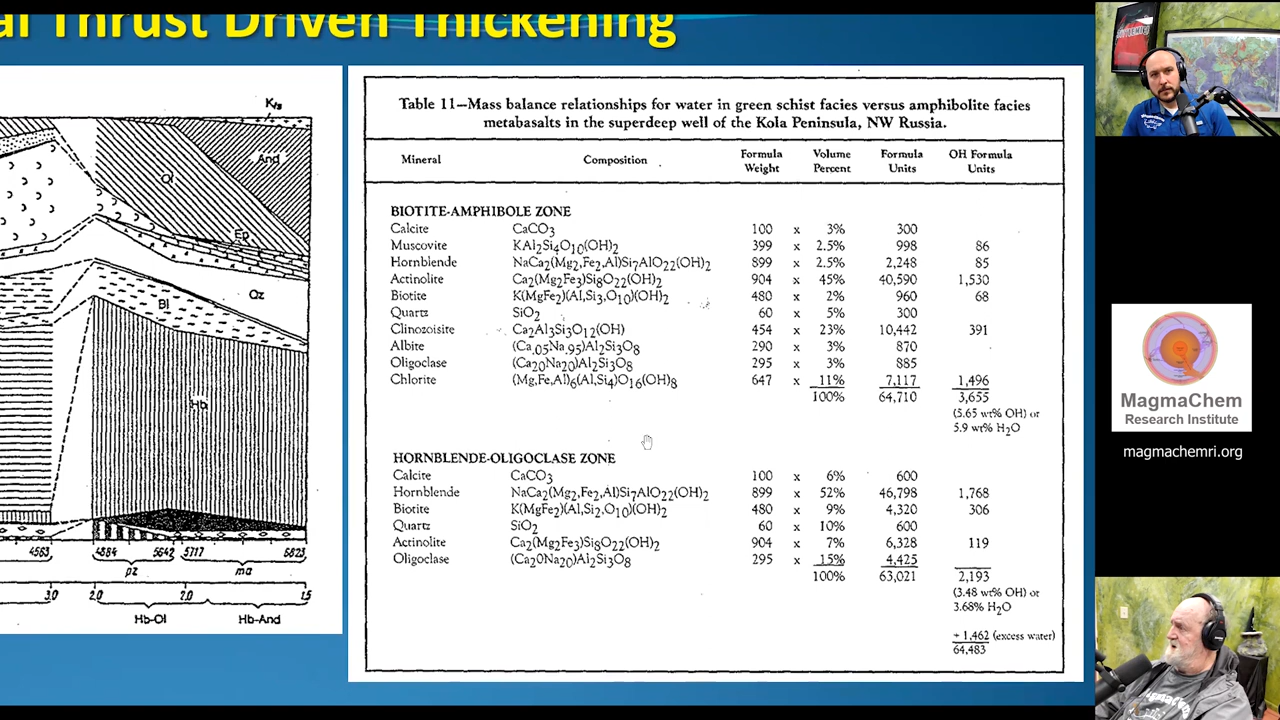 al Thrust Driven Thickening
Kfs
And
Ol
Ep
Qz
Bl
Hb
4563 4884 5642 5717 6823
pz ma
3.0 2.0 2.0 1.5
Hb-Ol Hb-And
Table 11—Mass balance relationships for water in green schist facies versus amphibolite facies
metabasalts in the superdeep well of the Kola Peninsula, NW Russia.
Mineral Composition Formula Weight Volume Percent Formula Units OH Formula Units
BIOTITE-AMPHIBOLE ZONE
Calcite CaCO3 100 x 3% 300
Muscovite KAl2Si4O10(OH)2 399 x 2.5% 998 86
Hornblende NaCa2(Mg2,Fe2,Al)Si7AlO22(OH)2 899 x 2.5% 2,248 85
Actinolite Ca2(Mg2Fe3)Si8O22(OH)2 904 x 45% 40,590 1,530
Biotite K(MgFe2)(Al,Si3,O10)(OH)2 480 x 2% 960 68
Quartz SiO2 60 x 5% 300
Clinozoisite Ca2Al3Si3O12(OH) 454 x 23% 10,442 391
Albite (Ca.05Na.95)Al2Si3O8 290 x 3% 870
Oligoclase (Ca20Na20)Al2Si3O8 295 x 3% 885
Chlorite (Mg,Fe,Al)6(Al,Si4)O16(OH)8 647 x 11% 7,117 1,496
100% 64,710 3,655
(5.65 wt% OH) or
5.9 wt% H2O
HORNBLENDE-OLIGOCLASE ZONE
Calcite CaCO3 100 x 6% 600
Hornblende NaCa2(Mg2,Fe2,Al)Si7AlO22(OH)2 899 x 52% 46,798 1,768
Biotite K(MgFe2)(Al,Si2,O10)(OH)2 480 x 9% 4,320 306
Quartz SiO2 60 x 10% 600
Actinolite Ca2(Mg2Fe3)Si8O22(OH)2 904 x 7% 6,328 119
Oligoclase (Ca20Na20)Al2Si3O8 295 x 15% 4,425
100% 63,021 2,193
(3.48 wt% OH) or
3.68% H2O
+ 1,462 (excess water)
64,483
MagmaChem
Research Institute
magmachemri.org